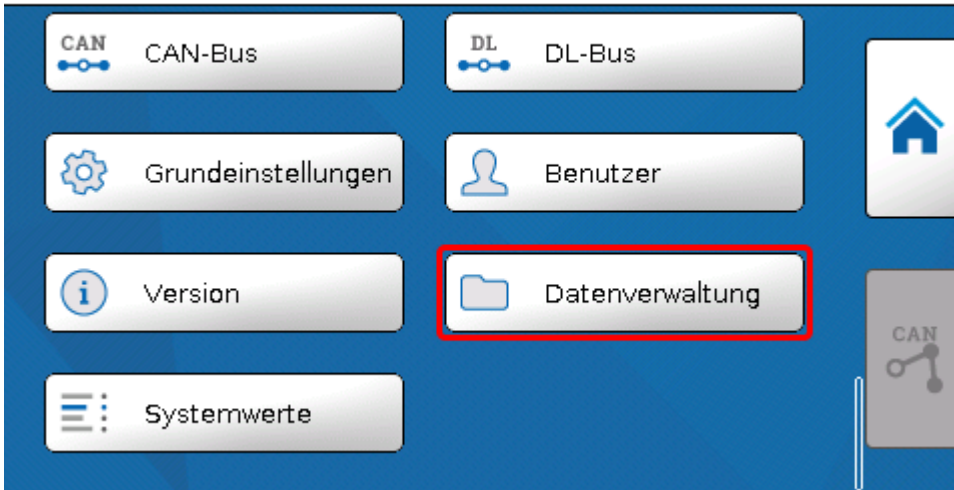 CAN
CAN-Bus
DL
DL-Bus
Grundeinstellungen
Benutzer
i
Version
Datenverwaltung
CAN
Systemwerte